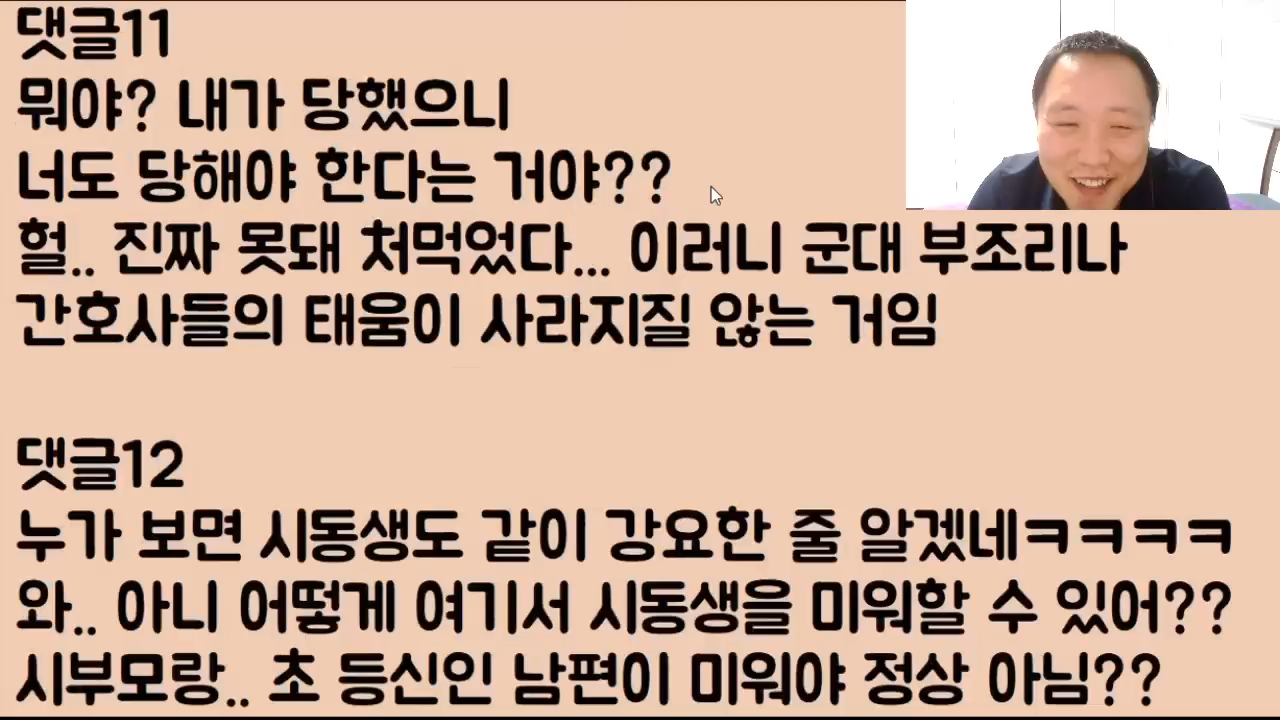 댓글11
뭐야? 내가 당했으니
너도 당해야 한다는 거야??
헐.. 진짜 못돼 처먹었다... 이러니 군대 부조리나
간호사들의 태움이 사라지질 않는 거임
댓글12
누가 보면 시동생도 같이 강요한 줄 알겠네ㅋㅋㅋㅋ
와.. 아니 어떻게 여기서 시동생을 미워할 수 있어??
시부모랑.. 초 등신인 남편이 미워야 정상 아님??